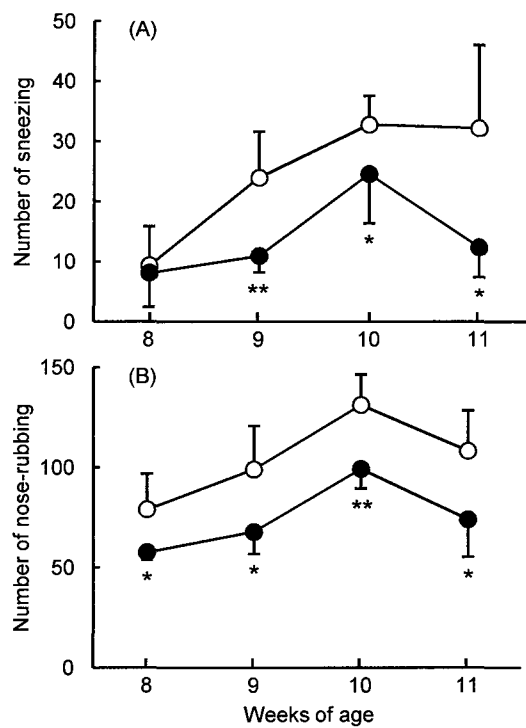 (A)
Number of sneezing
50
40
30
20
10
0
**
*
*
8 9 10 11
(B)
Number of nose-rubbing
150
100
50
0
*
*
**
*
8 9 10 11
Weeks of age